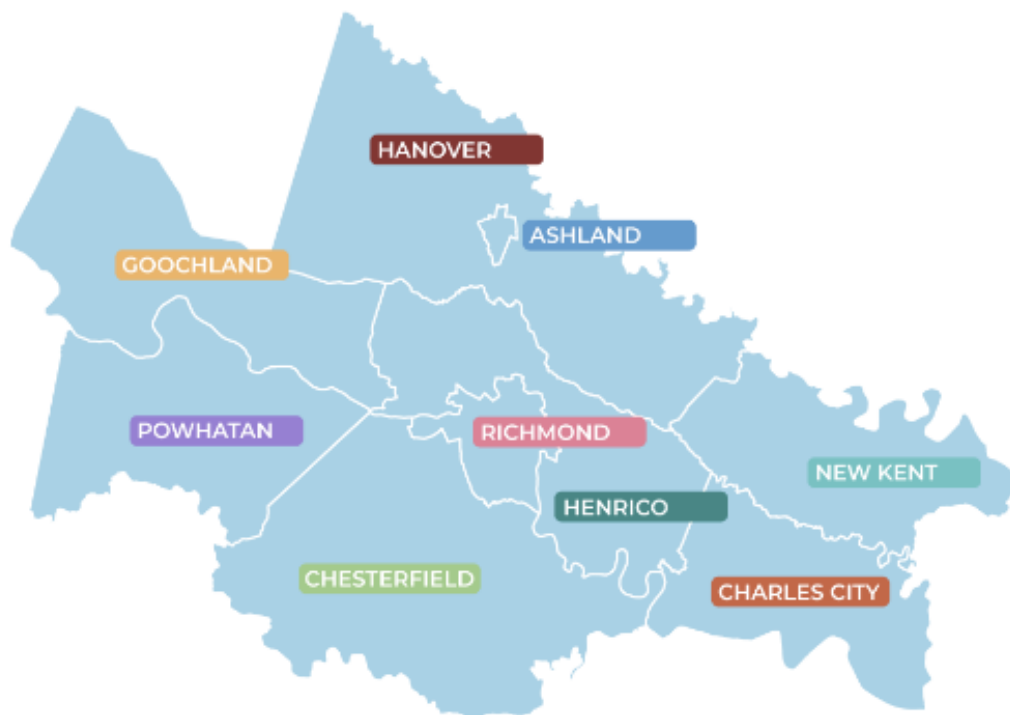 HANOVER
ASHLAND
GOOCHLAND
POWHATAN
RICHMOND
NEW KENT
HENRICO
CHESTERFIELD
CHARLES CITY